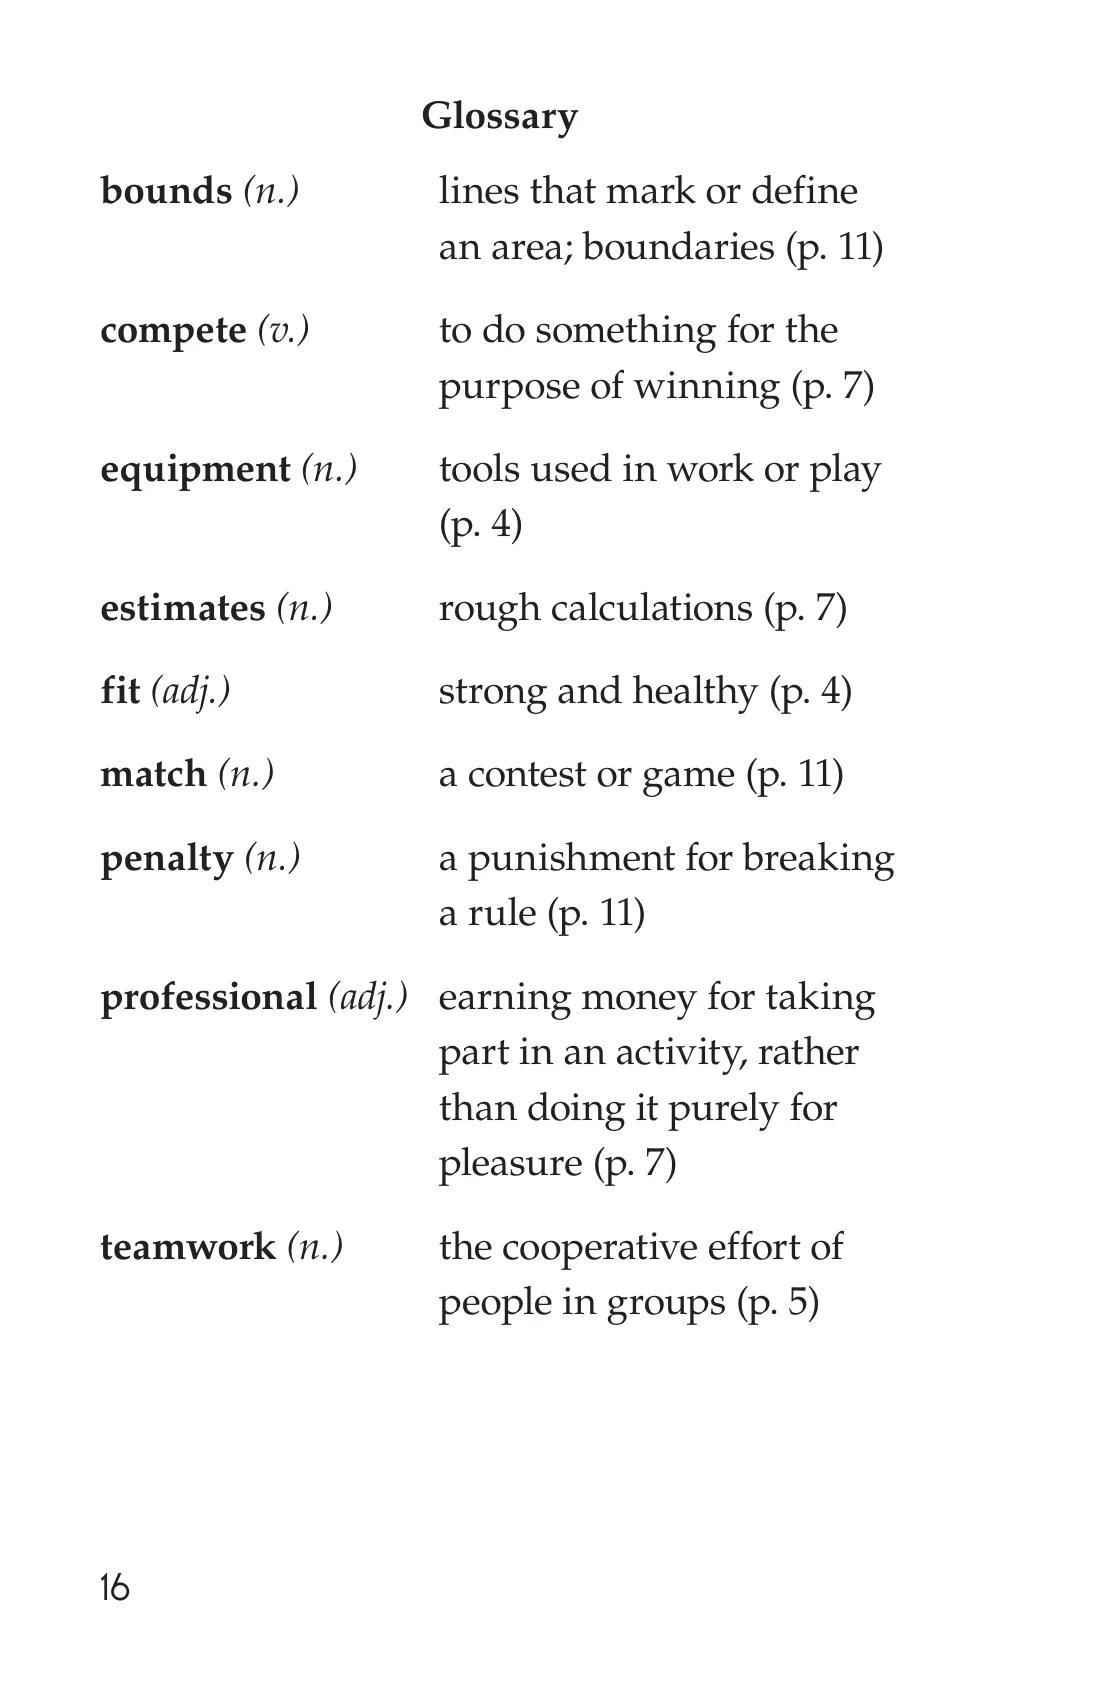 Glossary
bounds (n.) lines that mark or define
an area; boundaries (p. 11)
compete (v.) to do something for the
purpose of winning (p. 7)
equipment (n.) tools used in work or play
(p. 4)
estimates (n.) rough calculations (p. 7)
fit (adj.) strong and healthy (p. 4)
match (n.) a contest or game (p. 11)
penalty (n.) a punishment for breaking
a rule (p. 11)
professional (adj.) earning money for taking
part in an activity, rather
than doing it purely for
pleasure (p. 7)
teamwork (n.) the cooperative effort of
people in groups (p. 5)
16